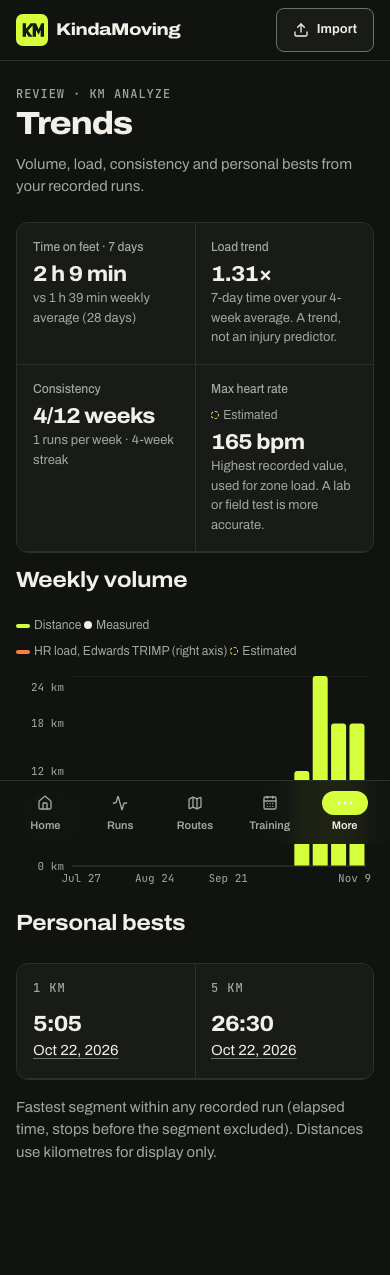 KM KindaMoving
Import
REVIEW · KM ANALYZE
Trends
Volume, load, consistency and personal bests from
your recorded runs.
Time on feet · 7 days
2 h 9 min
vs 1 h 39 min weekly
average (28 days)
Load trend
1.31×
7-day time over your 4-
week average. A trend,
not an injury predictor.
Consistency
4/12 weeks
1 runs per week · 4-week
streak
Max heart rate
Estimated
165 bpm
Highest recorded value,
used for zone load. A lab
or field test is more
accurate.
Weekly volume
Distance Measured
HR load, Edwards TRIMP (right axis) Estimated
24 km
18 km
12 km
Home Runs Routes Training More
0 km
Jul 27 Aug 24 Sep 21 Nov 9
Personal bests
1 KM
5:05
Oct 22, 2026
5 KM
26:30
Oct 22, 2026
Fastest segment within any recorded run (elapsed
time, stops before the segment excluded). Distances
use kilometres for display only.